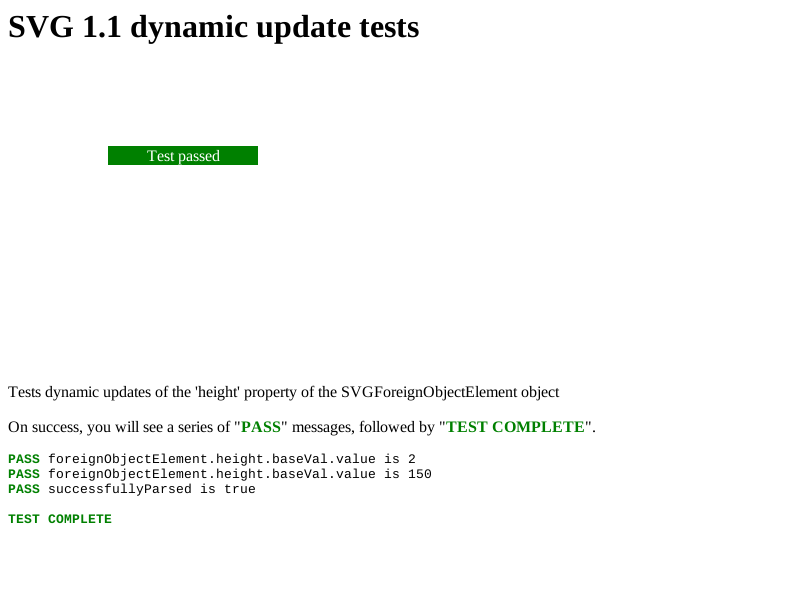 SVG 1.1 dynamic update tests
Test passed
Tests dynamic updates of the 'height' property of the SVGForeignObjectElement object
On success, you will see a series of "PASS" messages, followed by "TEST COMPLETE".
PASS foreignObjectElement.height.baseVal.value is 2
PASS foreignObjectElement.height.baseVal.value is 150
PASS successfullyParsed is true
TEST COMPLETE